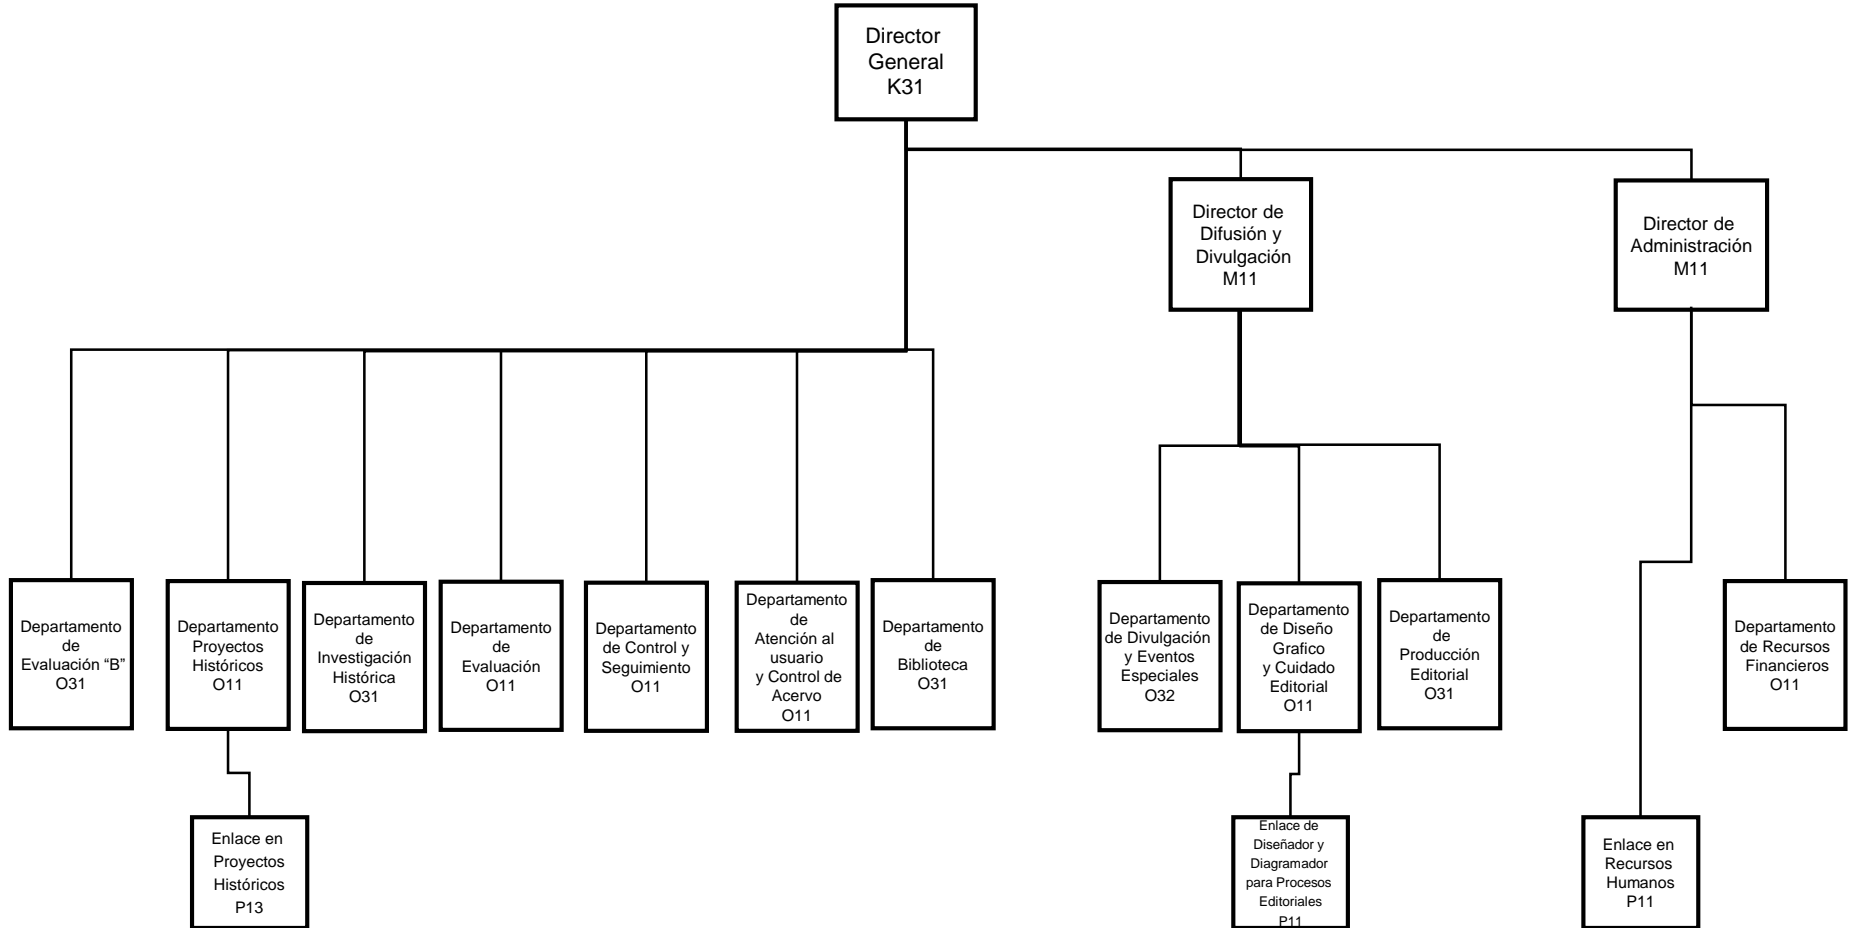 Director
General
K31
Director de
Difusión y
Divulgación
M11
Director de
Administración
M11
Departamento
de
Evaluación “B”
O31
Departamento
Proyectos
Históricos
O11
Departamento
de
Investigación
Histórica
O31
Departamento
de
Evaluación
O11
Departamento
de Control y
Seguimiento
O11
Departamento
de
Atención al
usuario
y Control de
Acervo
O11
Departamento
de
Biblioteca
O31
Departamento
de Divulgación
y Eventos
Especiales
O32
Departamento
de Diseño
Grafico
y Cuidado
Editorial
O11
Departamento
de
Producción
Editorial
O31
Departamento
de Recursos
Financieros
O11
Enlace en
Proyectos
Históricos
P13
Enlace de
Diseñador y
Diagramador
para Procesos
Editoriales
P11
Enlace en
Recursos
Humanos
P11